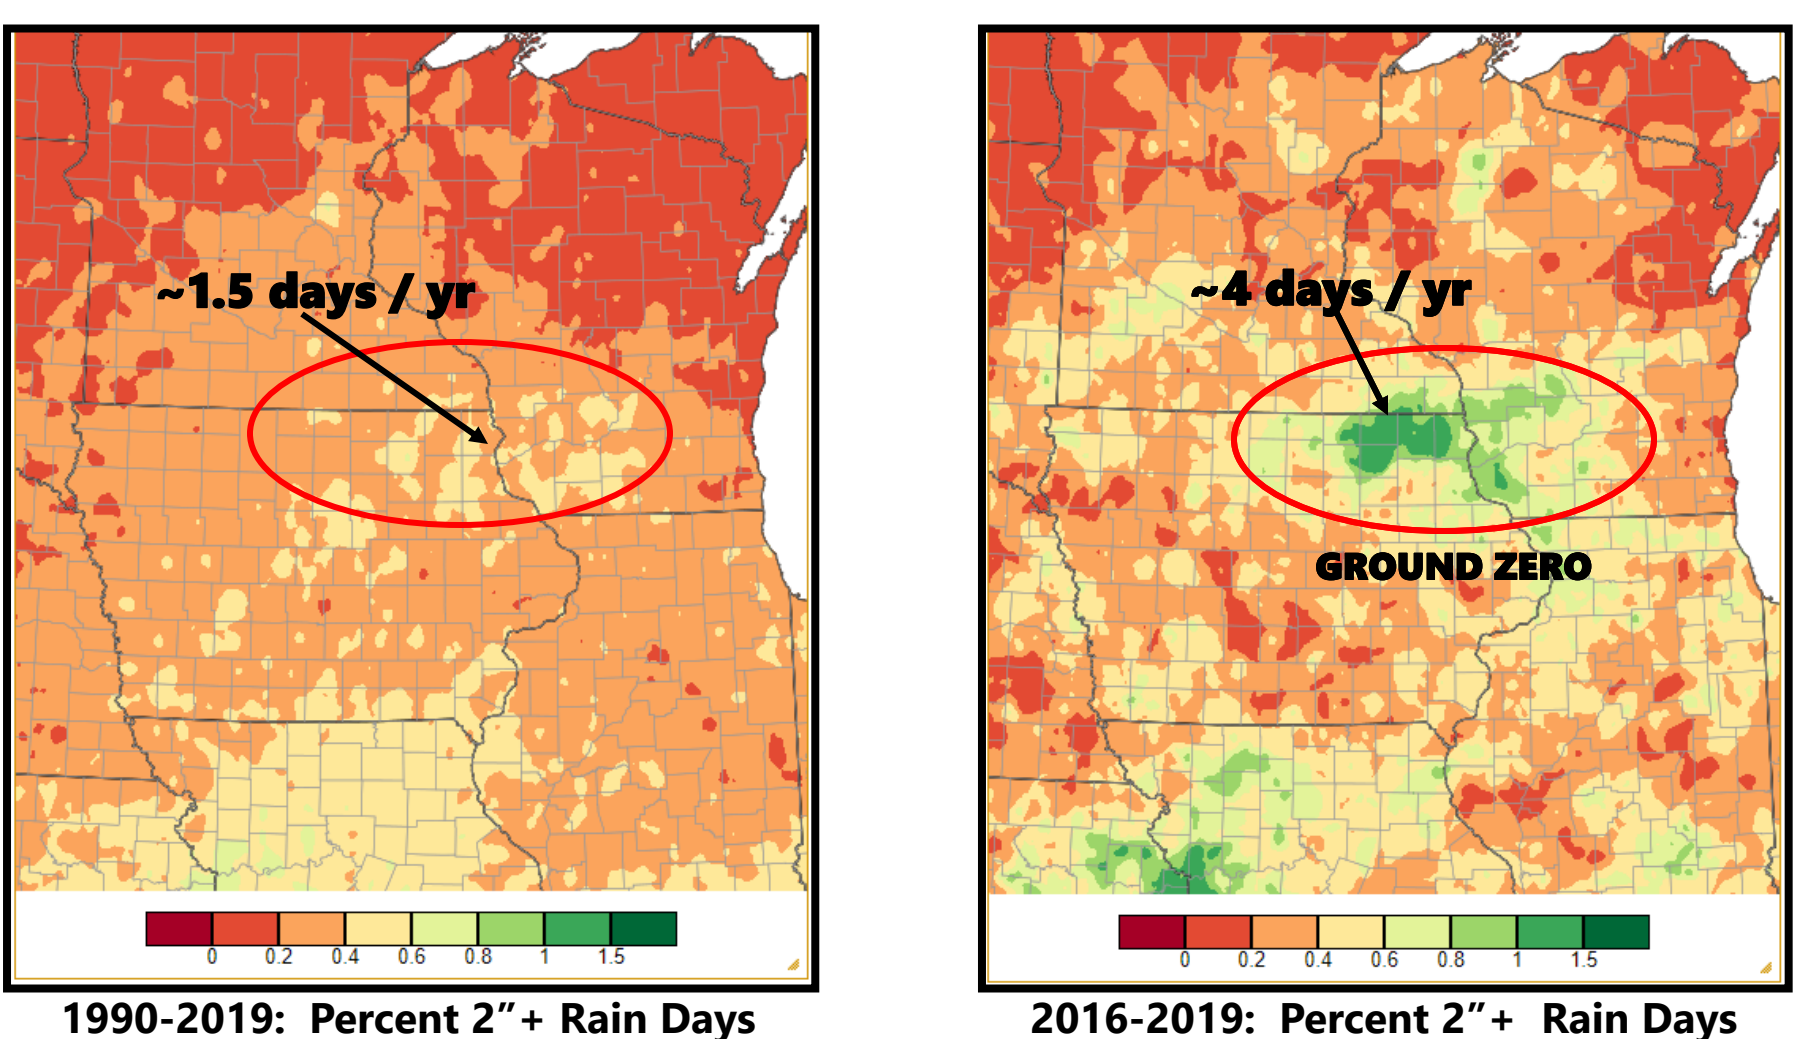 ~1.5 days / yr
0 0.2 0.4 0.6 0.8 1 1.5
1990-2019: Percent 2”+ Rain Days
~4 days / yr
GROUND ZERO
0 0.2 0.4 0.6 0.8 1 1.5
2016-2019: Percent 2”+ Rain Days